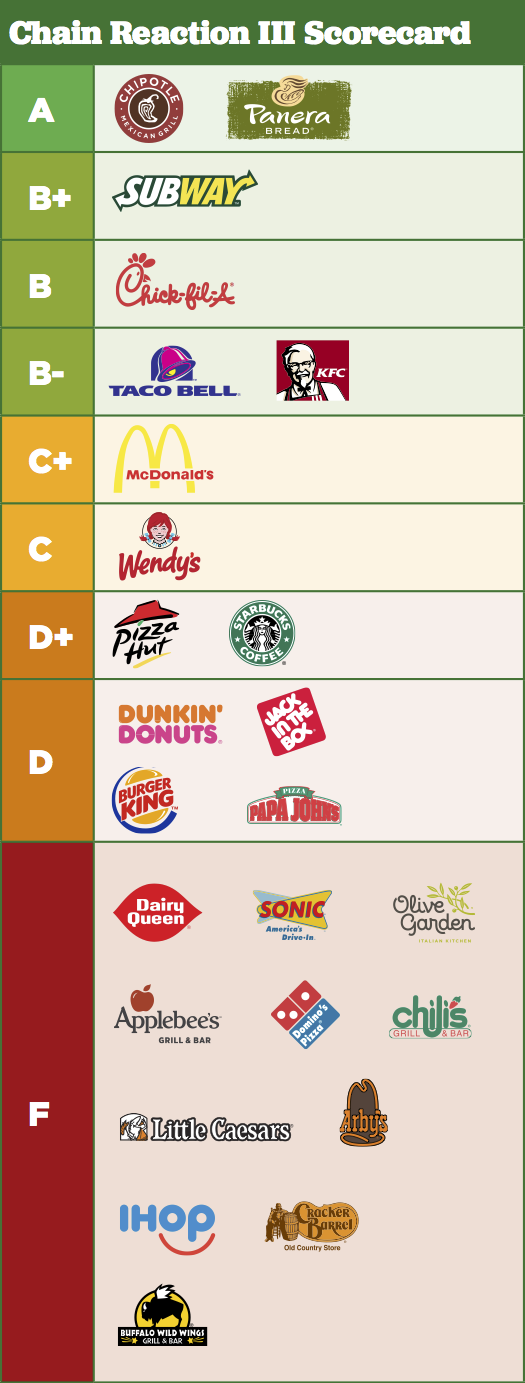 Chain Reaction III Scorecard
A
CHIPOTLE
MEXICAN GRILL
Panera
BREAD®
B+
SUBWAY
B
Chick-fil-A®
B-
TACO BELL®
KFC
C+
McDonald's
C
Wendy's
D+
Pizza
Hut
STARBUCKS
COFFEE
D
DUNKIN'
DONUTS®
JACK
IN THE
BOX
BURGER
KING™
PIZZA
PAPA JOHN'S
F
Dairy
Queen
SONIC
America's
Drive-In
Olive
Garden
ITALIAN KITCHEN
Applebee's
GRILL & BAR
Domino's
Pizza
chili's
GRILL & BAR
Little Caesars
Arby's
IHOP
Cracker
Barrel
Old Country Store
BUFFALO WILD WINGS
GRILL & BAR